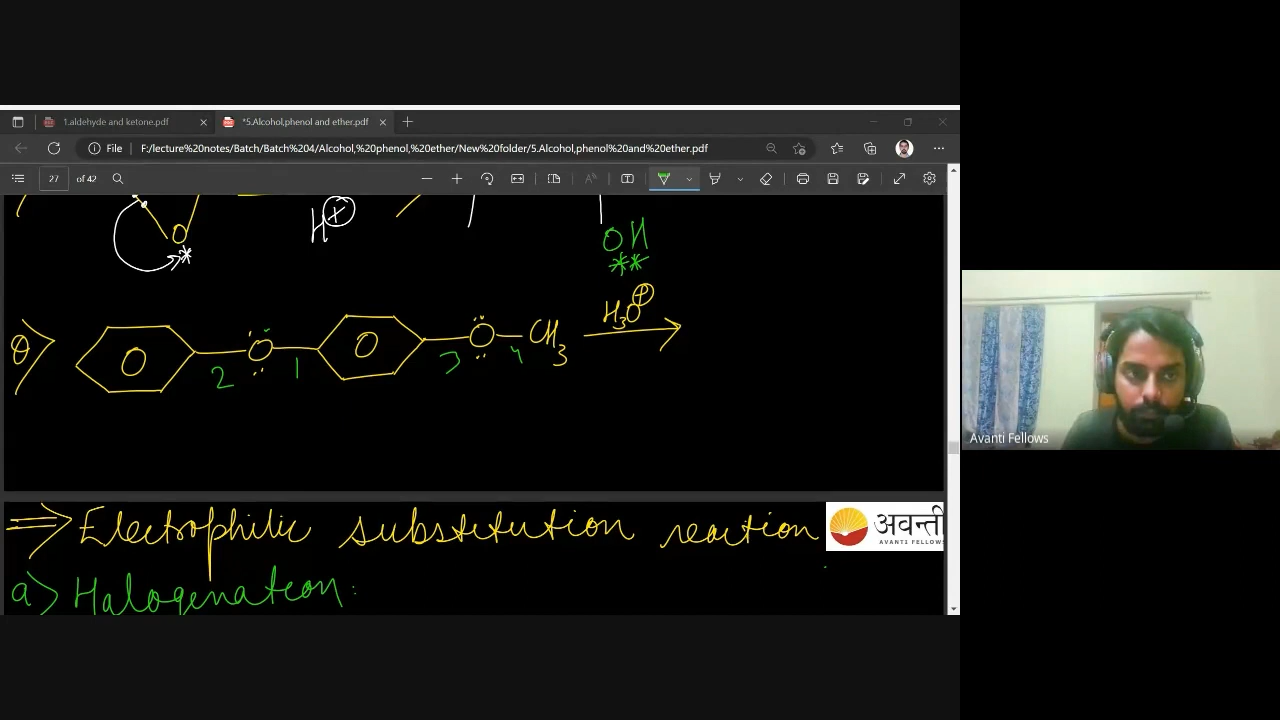 1.aldehyde and ketone.pdf
*5.Alcohol,phenol and ether.pdf
File
F:/lecture%20notes/Batch/Batch%204/Alcohol,%20phenol,%20ether/New%20folder/5.Alcohol,phenol%20and%20ether.pdf
27 of 42
O
*
H⊕
OH
**
Q> O 2 Ö 1 O 3 Ö 4 CH₃ H₃O⊕
⇒ Electrophilic substitution reaction
अवन्ती
AVANTI FELLOWS
a> Halogenation:
Avanti Fellows